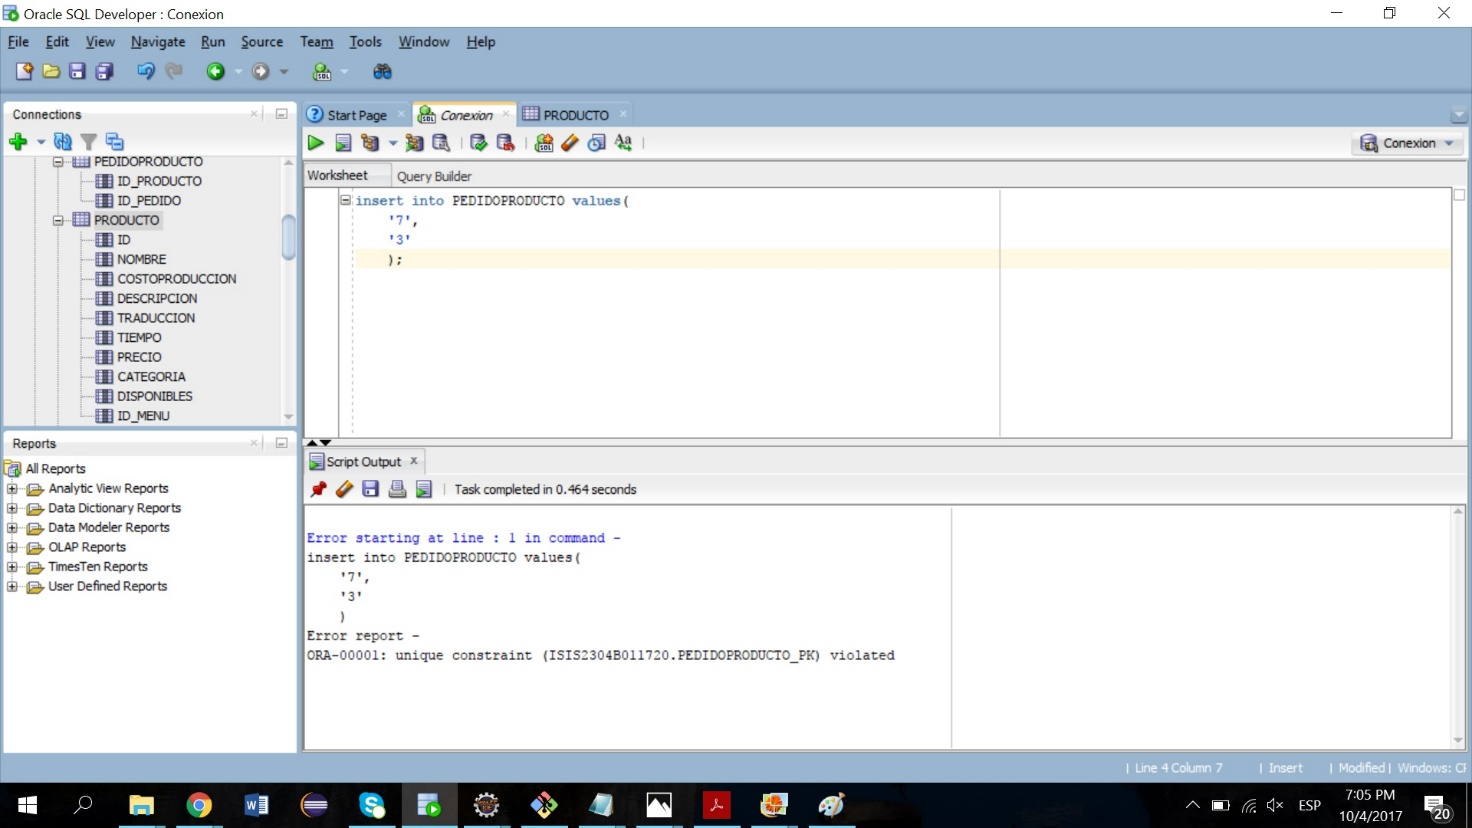 Oracle SQL Developer : Conexion
File Edit View Navigate Run Source Team Tools Window Help
Connections
PEDIDOPRODUCTO
ID_PRODUCTO
ID_PEDIDO
PRODUCTO
ID
NOMBRE
COSTOPRODUCCION
DESCRIPCION
TRADUCCION
TIEMPO
PRECIO
CATEGORIA
DISPONIBLES
ID_MENU
Reports
All Reports
Analytic View Reports
Data Dictionary Reports
Data Modeler Reports
OLAP Reports
TimesTen Reports
User Defined Reports
Start Page Conexion PRODUCTO
Conexion
Worksheet Query Builder
insert into PEDIDOPRODUCTO values(
'7',
'3'
);
Script Output
Task completed in 0.464 seconds
Error starting at line : 1 in command -
insert into PEDIDOPRODUCTO values(
'7',
'3'
)
Error report -
ORA-00001: unique constraint (ISIS2304B011720.PEDIDOPRODUCTO_PK) violated
| Line 4 Column 7 | Insert | Modified | Windows: CF
ESP
7:05 PM
10/4/2017
20